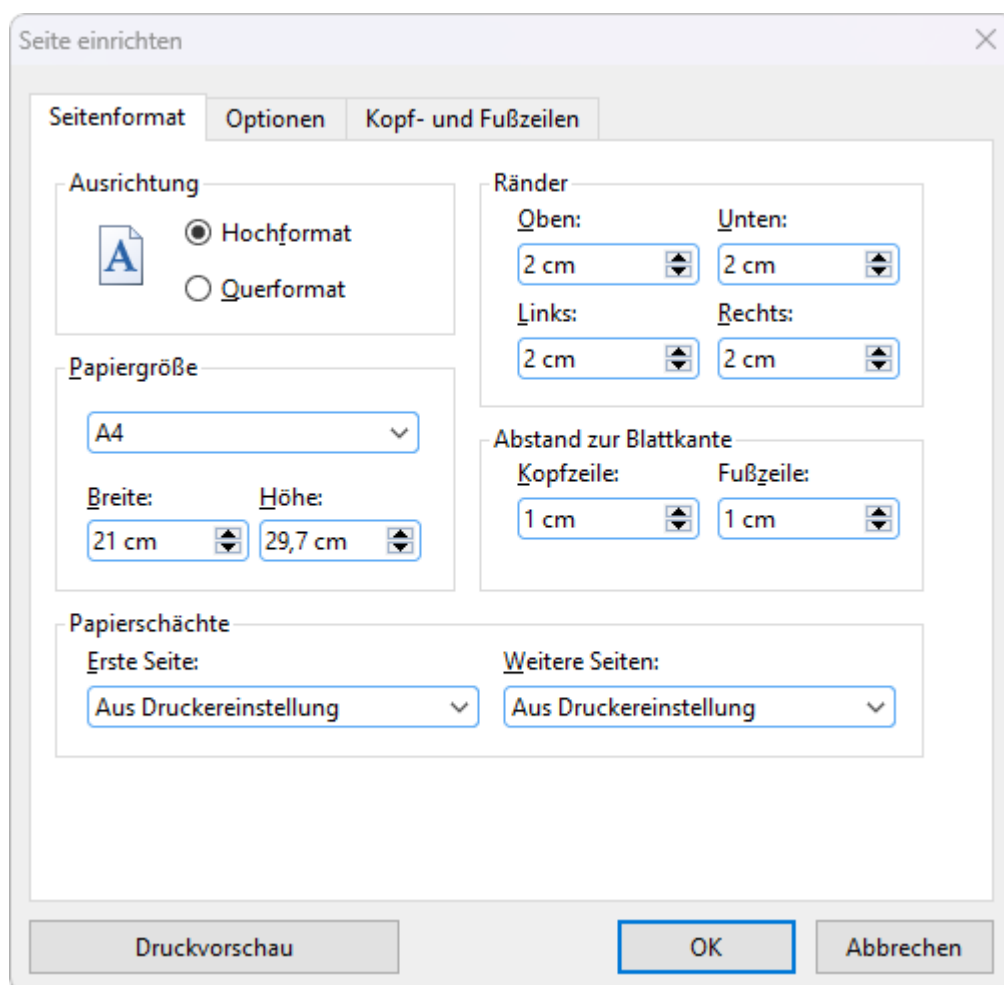 Seite einrichten
Seitenformat Optionen Kopf- und Fußzeilen
Ausrichtung
A
Hochformat
Querformat
Ränder
Oben: Unten:
2 cm 2 cm
Links: Rechts:
2 cm 2 cm
Papiergröße
A4
Breite: Höhe:
21 cm 29,7 cm
Abstand zur Blattkante
Kopfzeile: Fußzeile:
1 cm 1 cm
Papierschächte
Erste Seite: Weitere Seiten:
Aus Druckereinstellung Aus Druckereinstellung
Druckvorschau OK Abbrechen